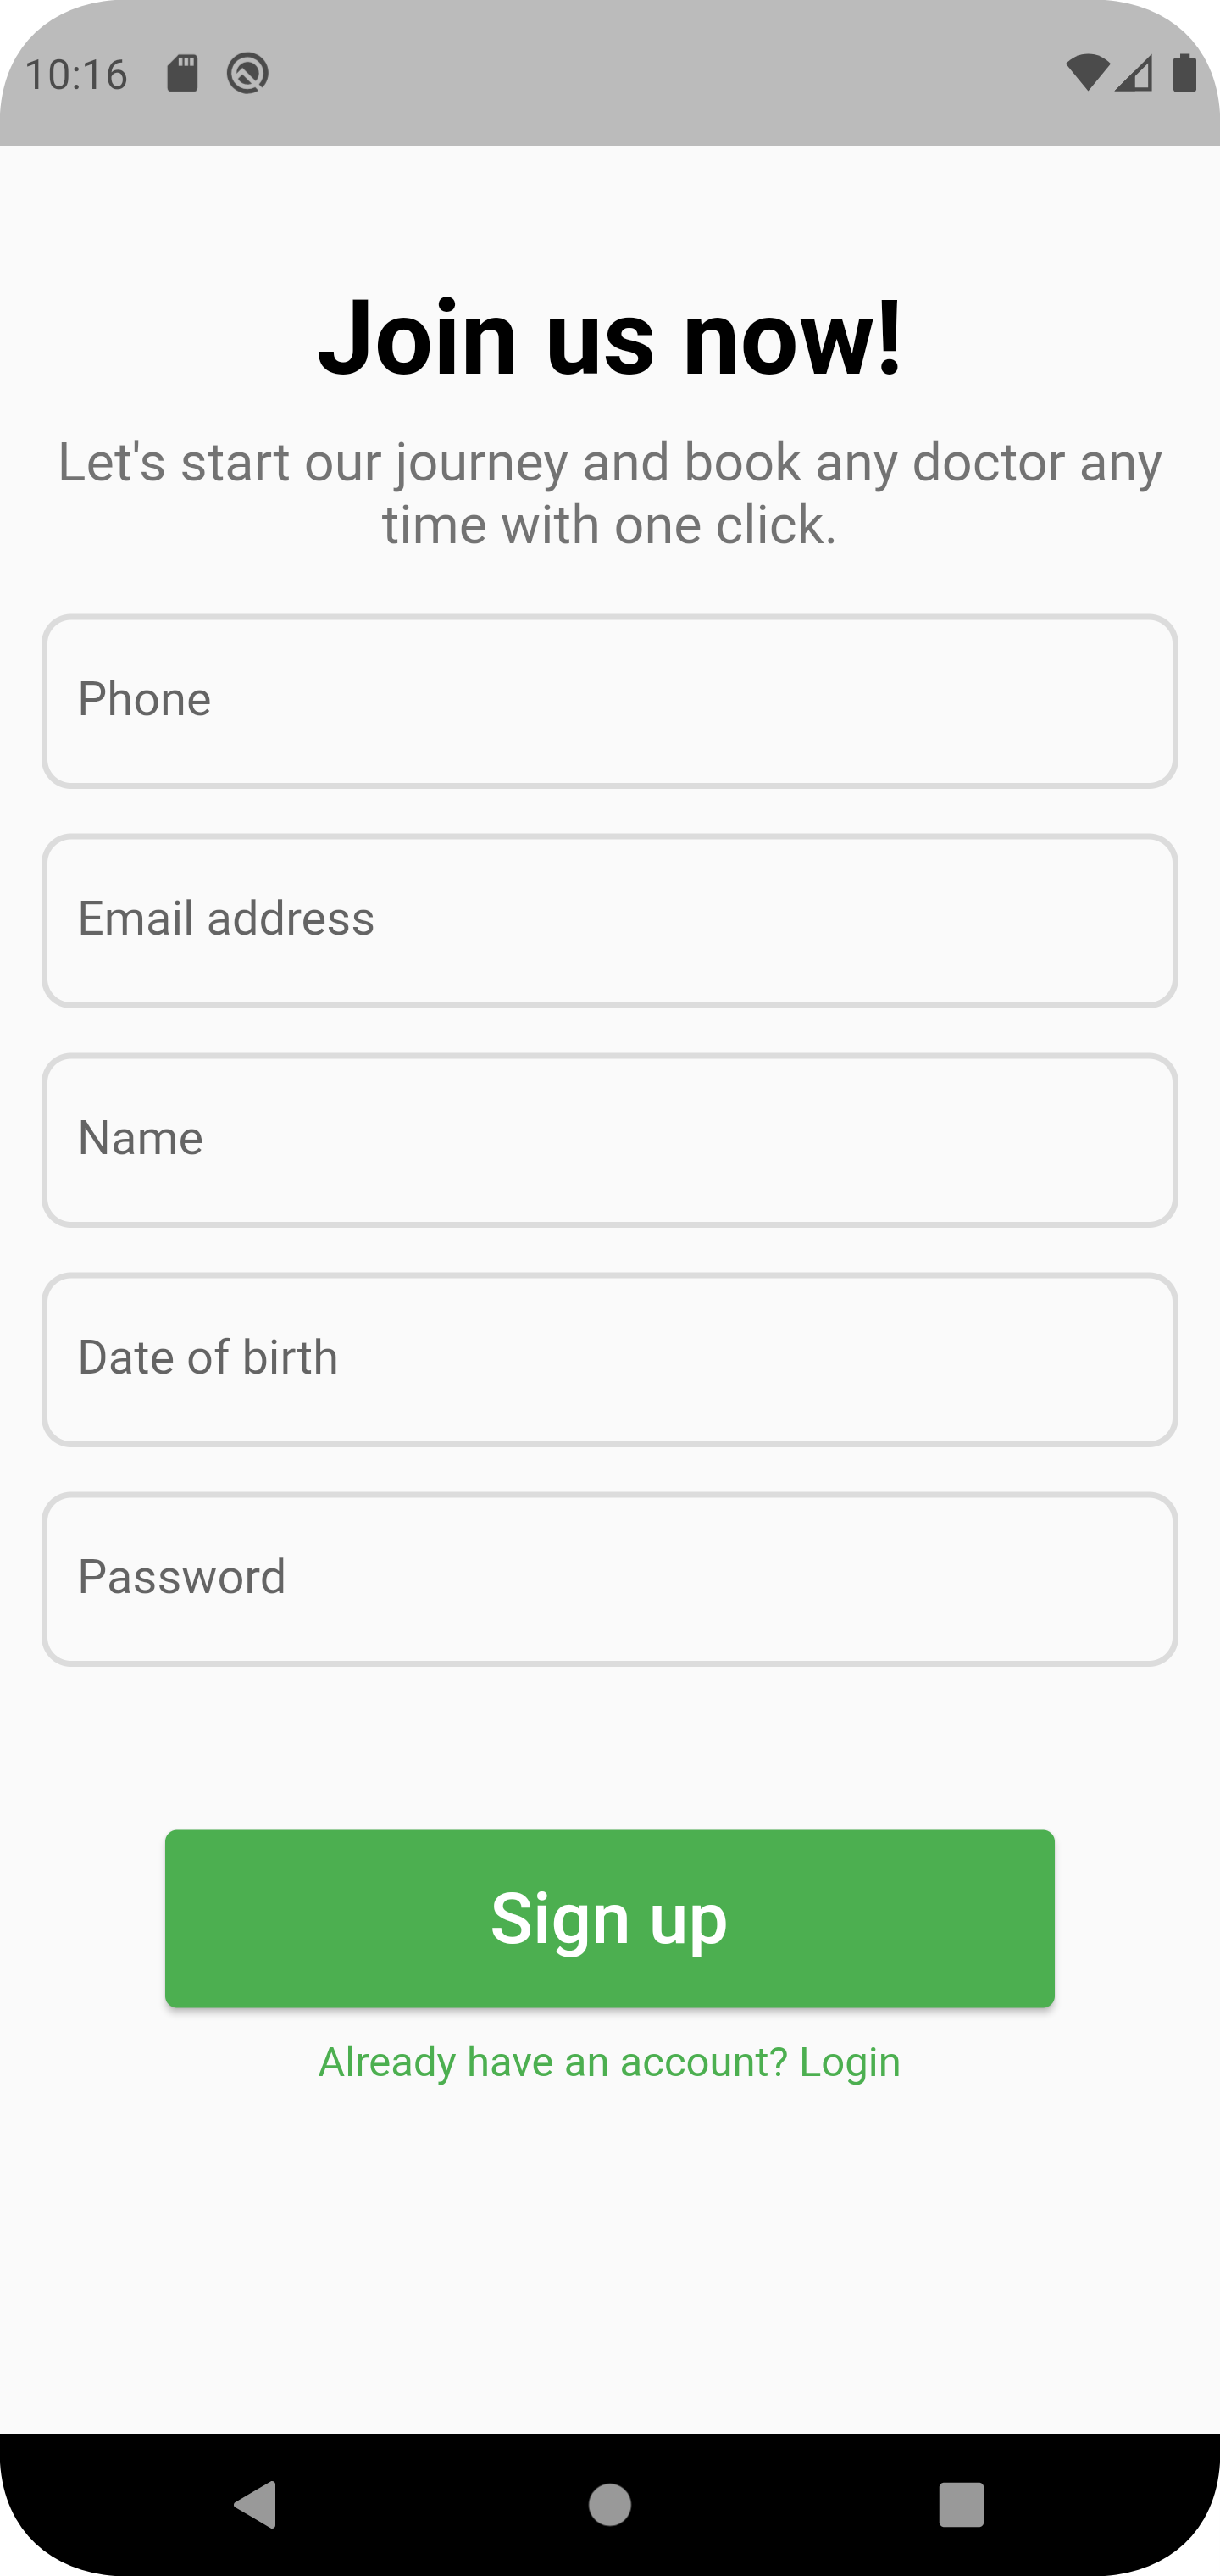 10:16
Join us now!
Let's start our journey and book any doctor any
time with one click.
Phone
Email address
Name
Date of birth
Password
Sign up
Already have an account? Login